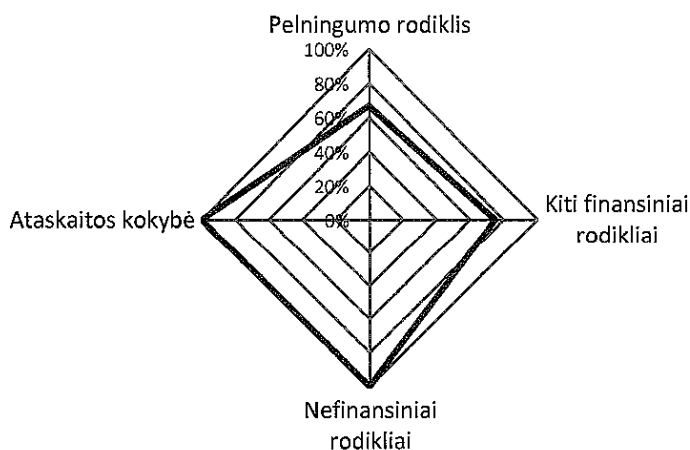 Pelningumo rodiklis
100%
80%
60%
40%
20%
0%
Ataskaitos kokybė
Kiti finansiniai
rodikliai
Nefinansiniai
rodikliai